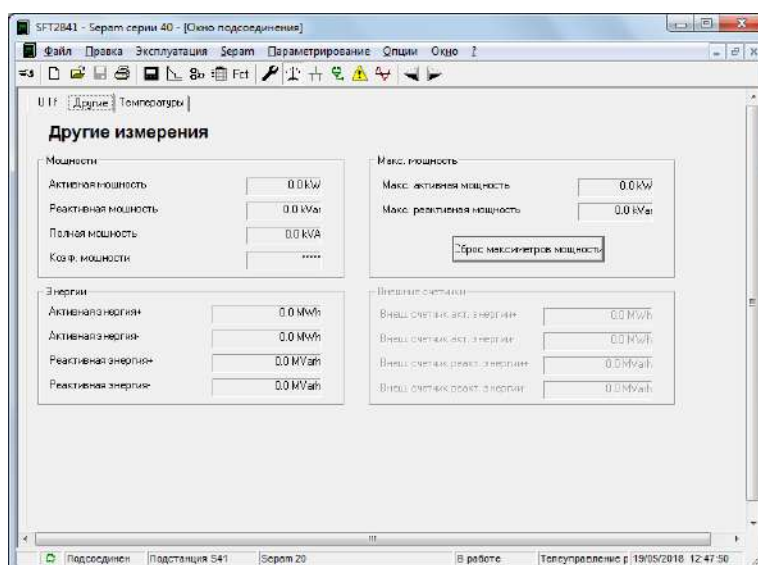 SFT2841 - Sepam серии 40 - [Окно подсоединения]
Файл Правка Эксплуатация Sepam Параметрирование Опции Окно ?
Fct
U I f Другие Температуры
Другие измерения
Мощности
Активная мощность 0.0 kW
Реактивная мощность 0.0 kVar
Полная мощность 0.0 kVA
Коэф. мощности *****
Макс. мощность
Макс. активная мощность 0.0 kW
Макс. реактивная мощность 0.0 kVar
Сброс максиметров мощности
Энергии
Активная энергия+ 0.0 MWh
Активная энергия- 0.0 MWh
Реактивная энергия+ 0.0 MVarh
Реактивная энергия- 0.0 MVarh
Внешние счетчики
Внеш. счетчик акт. энергии+ 0.0 MWh
Внеш. счетчик акт. энергии- 0.0 MWh
Внеш. счетчик реакт. энергии+ 0.0 MVarh
Внеш. счетчик реакт. энергии- 0.0 MVarh
Подсоединен Подстанция S41 Sepam 20 В работе Телеуправление р 19/05/2018 12:47:50